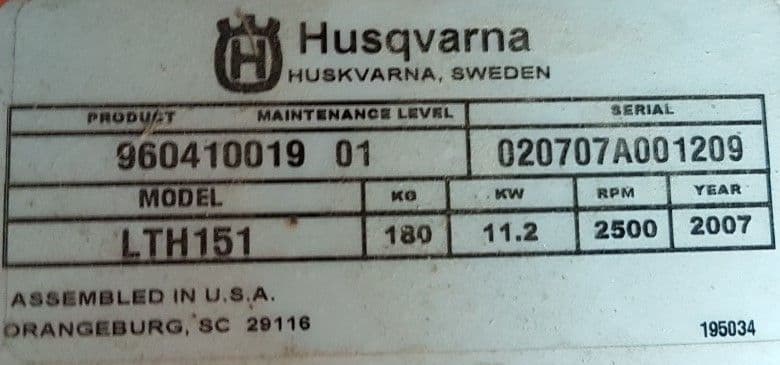 H Husqvarna
HUSKVARNA, SWEDEN
PRODUCT MAINTENANCE LEVEL SERIAL
960410019 01 020707A001209
MODEL KG KW RPM YEAR
LTH151 180 11.2 2500 2007
ASSEMBLED IN U.S.A.
ORANGEBURG, SC 29116 195034